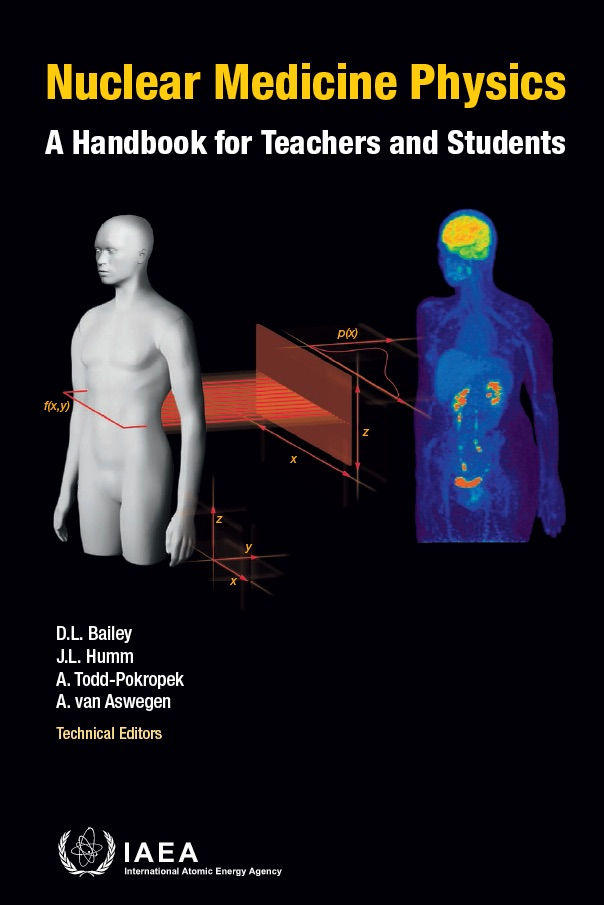 Nuclear Medicine Physics
A Handbook for Teachers and Students
p(x)
f(x,y)
z
x
z
y
x
D.L. Bailey
J.L. Humm
A. Todd-Pokropek
A. van Aswegen
Technical Editors
IAEA
International Atomic Energy Agency